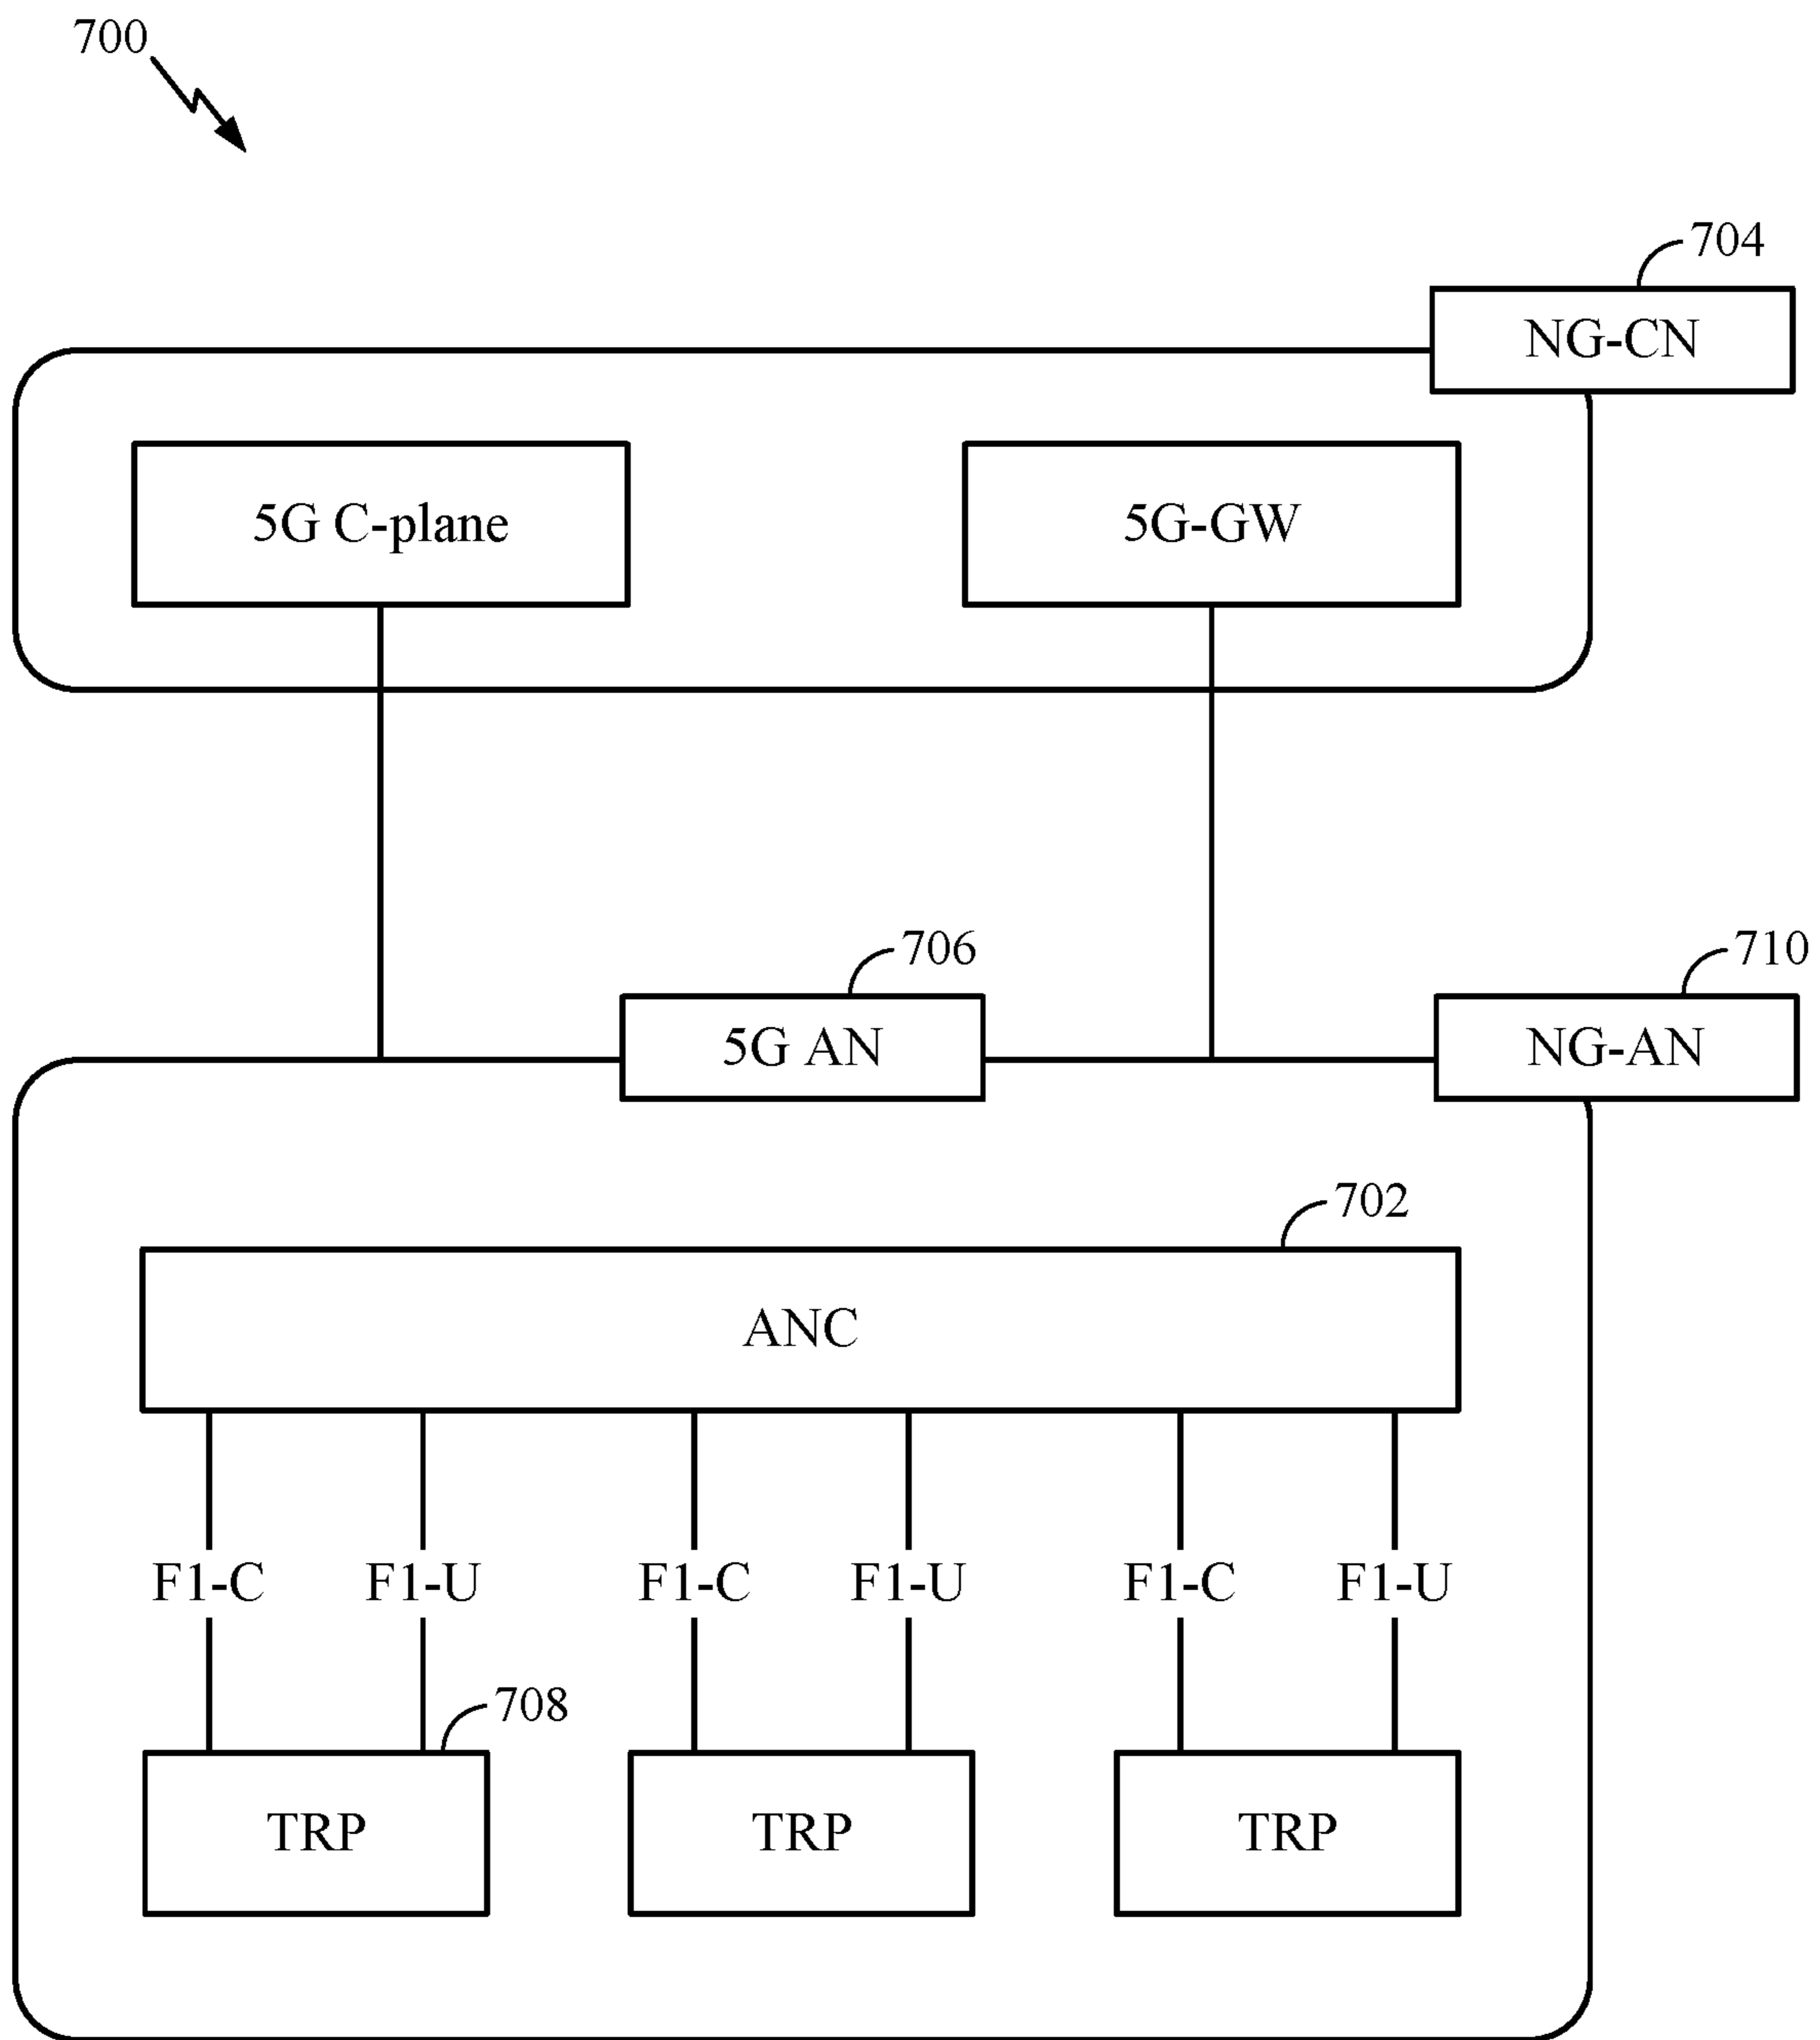 700
704
NG-CN
5G C-plane
5G-GW
706
710
5G AN
NG-AN
702
ANC
F1-C
F1-U
F1-C
F1-U
F1-C
F1-U
708
TRP
TRP
TRP